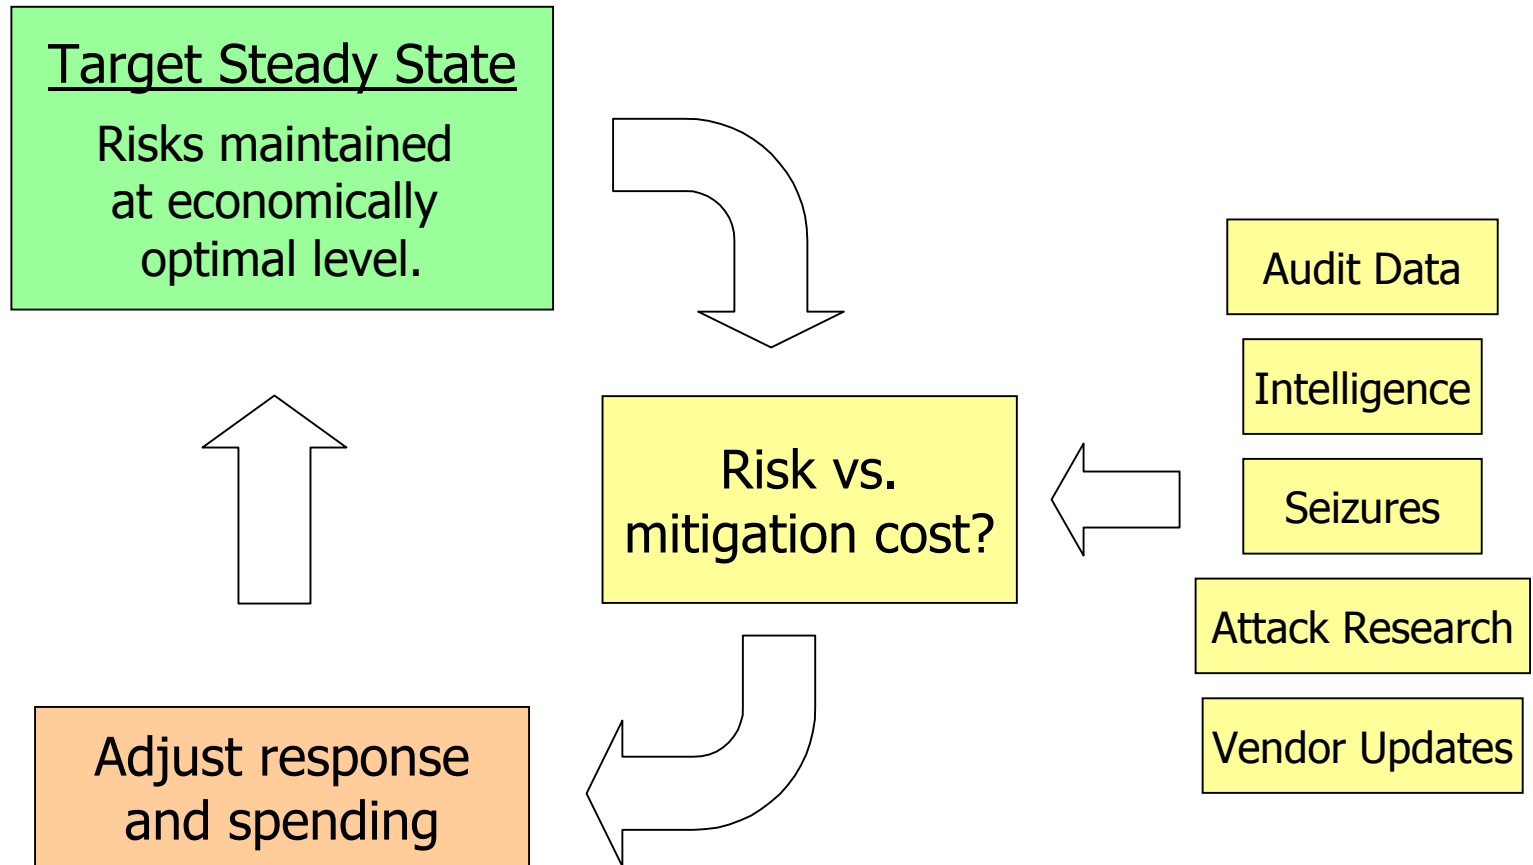 Target Steady State
Risks maintained
at economically
optimal level.
Risk vs.
mitigation cost?
Audit Data
Intelligence
Seizures
Attack Research
Vendor Updates
Adjust response
and spending